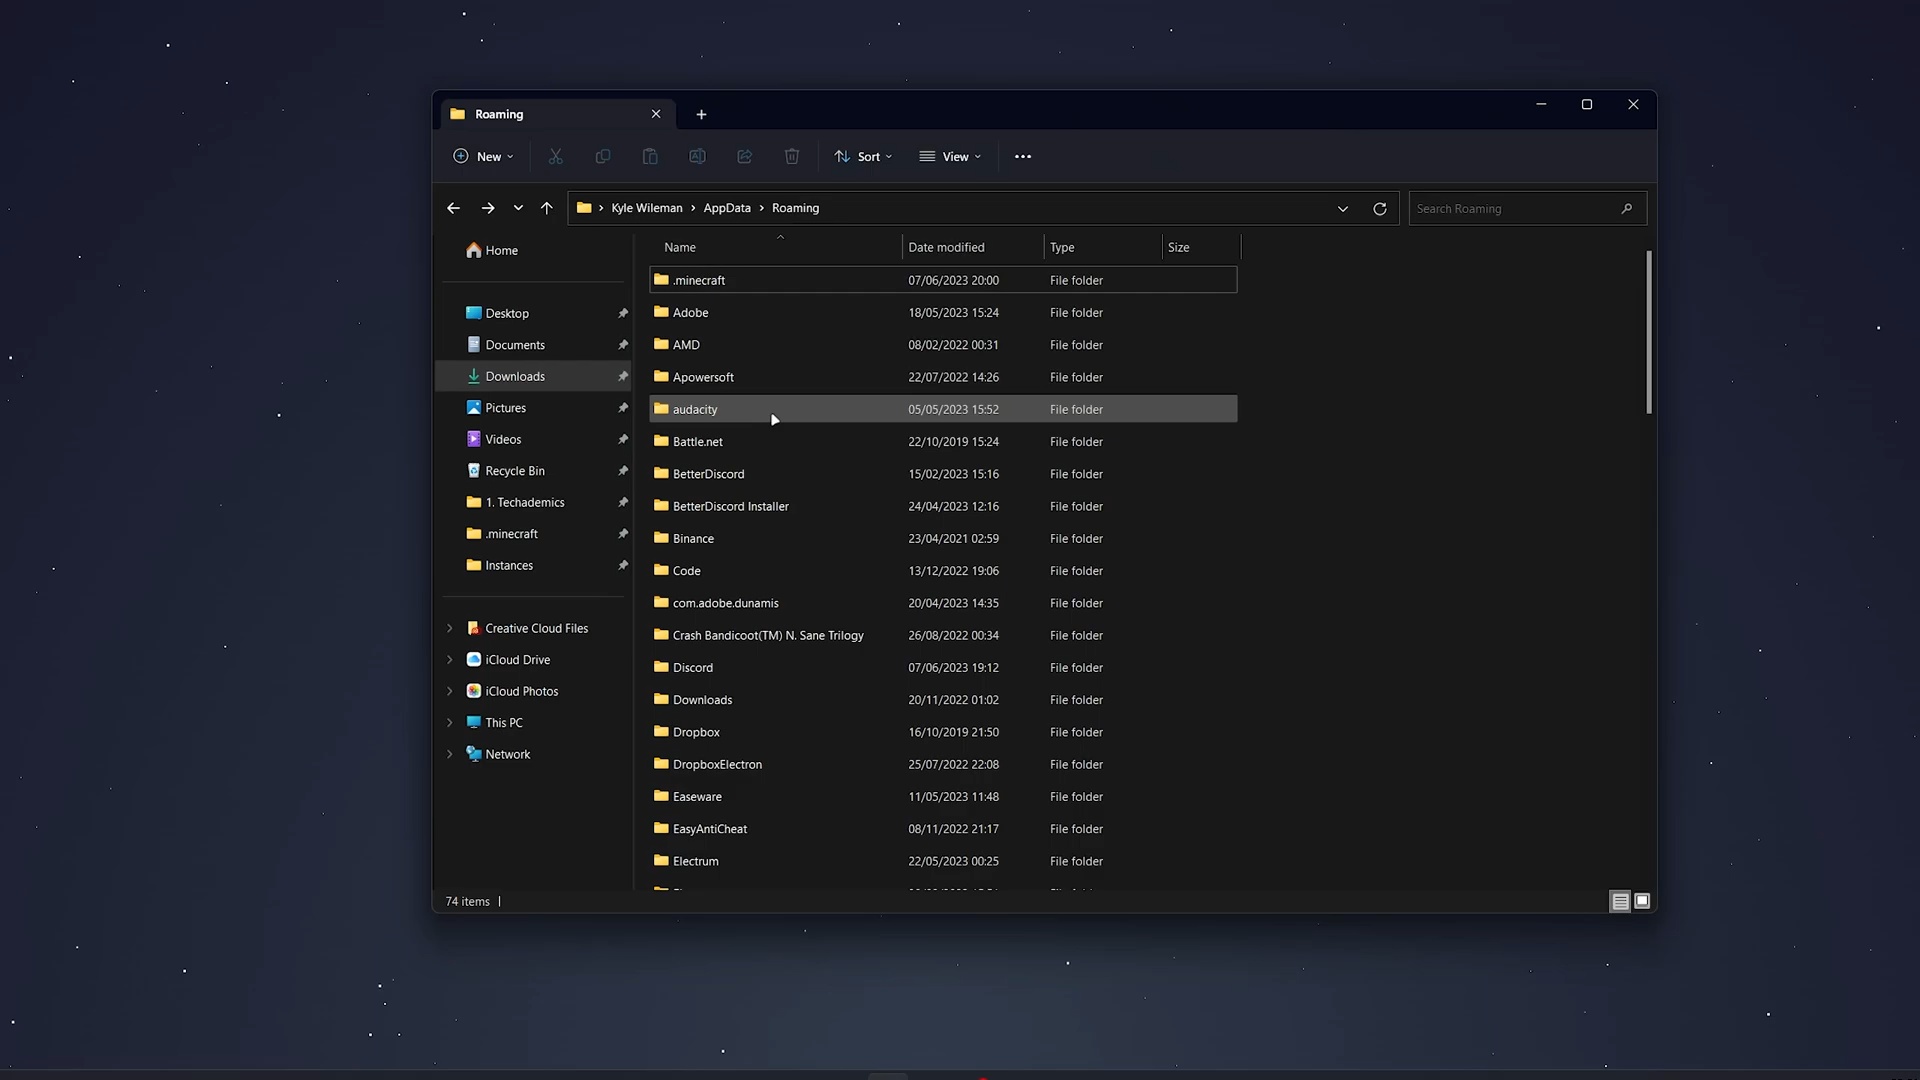 Roaming
New
Sort
View
Kyle Wileman > AppData > Roaming
Search Roaming
Home
Desktop
Documents
Downloads
Pictures
Videos
Recycle Bin
1. Techademics
.minecraft
Instances
Creative Cloud Files
iCloud Drive
iCloud Photos
This PC
Network
Name Date modified Type Size
.minecraft 07/06/2023 20:00 File folder
Adobe 18/05/2023 15:24 File folder
AMD 08/02/2022 00:31 File folder
Apowersoft 22/07/2022 14:26 File folder
audacity 05/05/2023 15:52 File folder
Battle.net 22/10/2019 15:24 File folder
BetterDiscord 15/02/2023 15:16 File folder
BetterDiscord Installer 24/04/2023 12:16 File folder
Binance 23/04/2021 02:59 File folder
Code 13/12/2022 19:06 File folder
com.adobe.dunamis 20/04/2023 14:35 File folder
Crash Bandicoot(TM) N. Sane Trilogy 26/08/2022 00:34 File folder
Discord 07/06/2023 19:12 File folder
Downloads 20/11/2022 01:02 File folder
Dropbox 16/10/2019 21:50 File folder
DropboxElectron 25/07/2022 22:08 File folder
Easeware 11/05/2023 11:48 File folder
EasyAntiCheat 08/11/2022 21:17 File folder
Electrum 22/05/2023 00:25 File folder
74 items